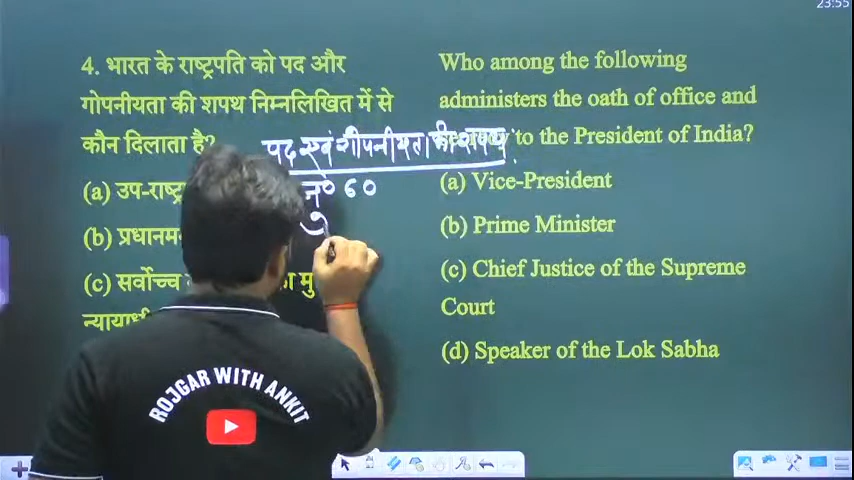 23:55
4. भारत के राष्ट्रपति को पद और
गोपनीयता की शपथ निम्नलिखित में से
कौन दिलाता है?
पद एवं गोपनीयता की शपथ
60
(a) उप-राष्ट्र
(b) प्रधानम
(c) सर्वोच्च का मु
न्यायाधी
Who among the following
administers the oath of office and
to the President of India?
(a) Vice-President
(b) Prime Minister
(c) Chief Justice of the Supreme
Court
(d) Speaker of the Lok Sabha
ROJGAR WITH ANKIT